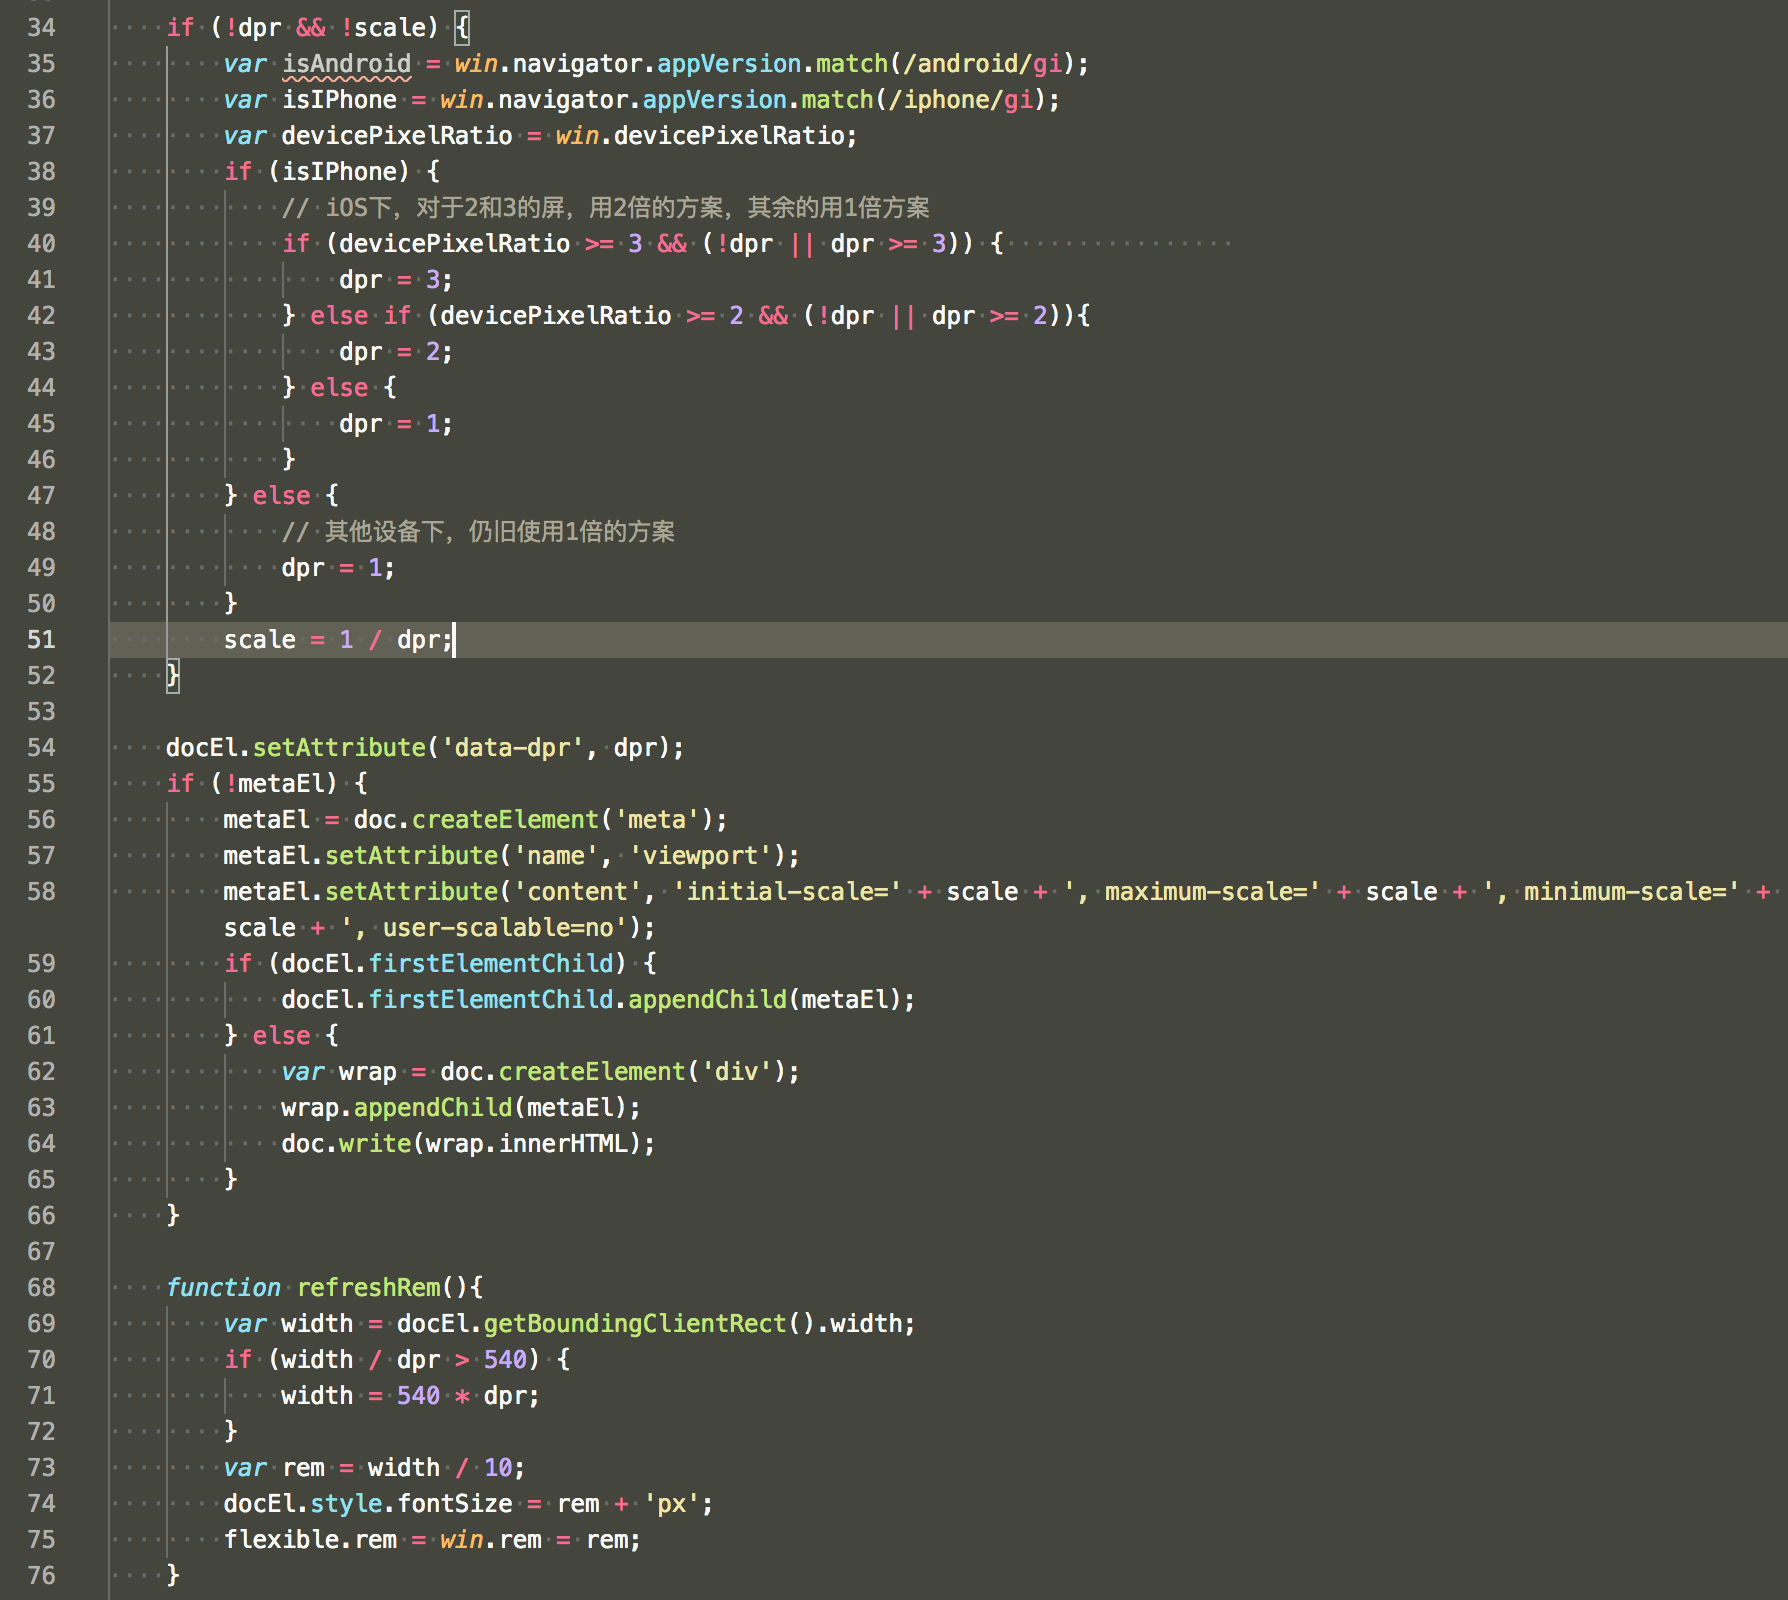 34 if (!dpr && !scale) {
35 var isAndroid = win.navigator.appVersion.match(/android/gi);
36 var isIPhone = win.navigator.appVersion.match(/iphone/gi);
37 var devicePixelRatio = win.devicePixelRatio;
38 if (isIPhone) {
39 // iOS下，对于2和3的屏，用2倍的方案，其余的用1倍方案
40 if (devicePixelRatio >= 3 && (!dpr || dpr >= 3)) {
41 dpr = 3;
42 } else if (devicePixelRatio >= 2 && (!dpr || dpr >= 2)){
43 dpr = 2;
44 } else {
45 dpr = 1;
46 }
47 } else {
48 // 其他设备下，仍旧使用1倍的方案
49 dpr = 1;
50 }
51 scale = 1 / dpr;
52 }
53
54 docEl.setAttribute('data-dpr', dpr);
55 if (!metaEl) {
56 metaEl = doc.createElement('meta');
57 metaEl.setAttribute('name', 'viewport');
58 metaEl.setAttribute('content', 'initial-scale=' + scale + ', maximum-scale=' + scale + ', minimum-scale=' +
scale + ', user-scalable=no');
59 if (docEl.firstElementChild) {
60 docEl.firstElementChild.appendChild(metaEl);
61 } else {
62 var wrap = doc.createElement('div');
63 wrap.appendChild(metaEl);
64 doc.write(wrap.innerHTML);
65 }
66 }
67
68 function refreshRem(){
69 var width = docEl.getBoundingClientRect().width;
70 if (width / dpr > 540) {
71 width = 540 * dpr;
72 }
73 var rem = width / 10;
74 docEl.style.fontSize = rem + 'px';
75 flexible.rem = win.rem = rem;
76 }